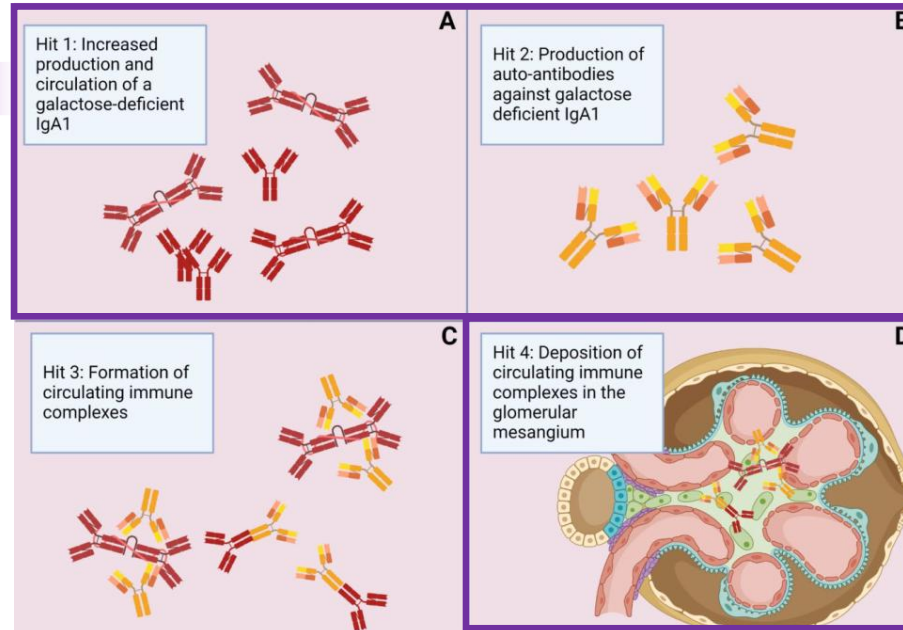 A
Hit 1: Increased
production and
circulation of a
galactose-deficient
IgA1
Hit 2: Production of
auto-antibodies
against galactose
deficient IgA1
C
Hit 3: Formation of
circulating immune
complexes
D
Hit 4: Deposition of
circulating immune
complexes in the
glomerular
mesangium